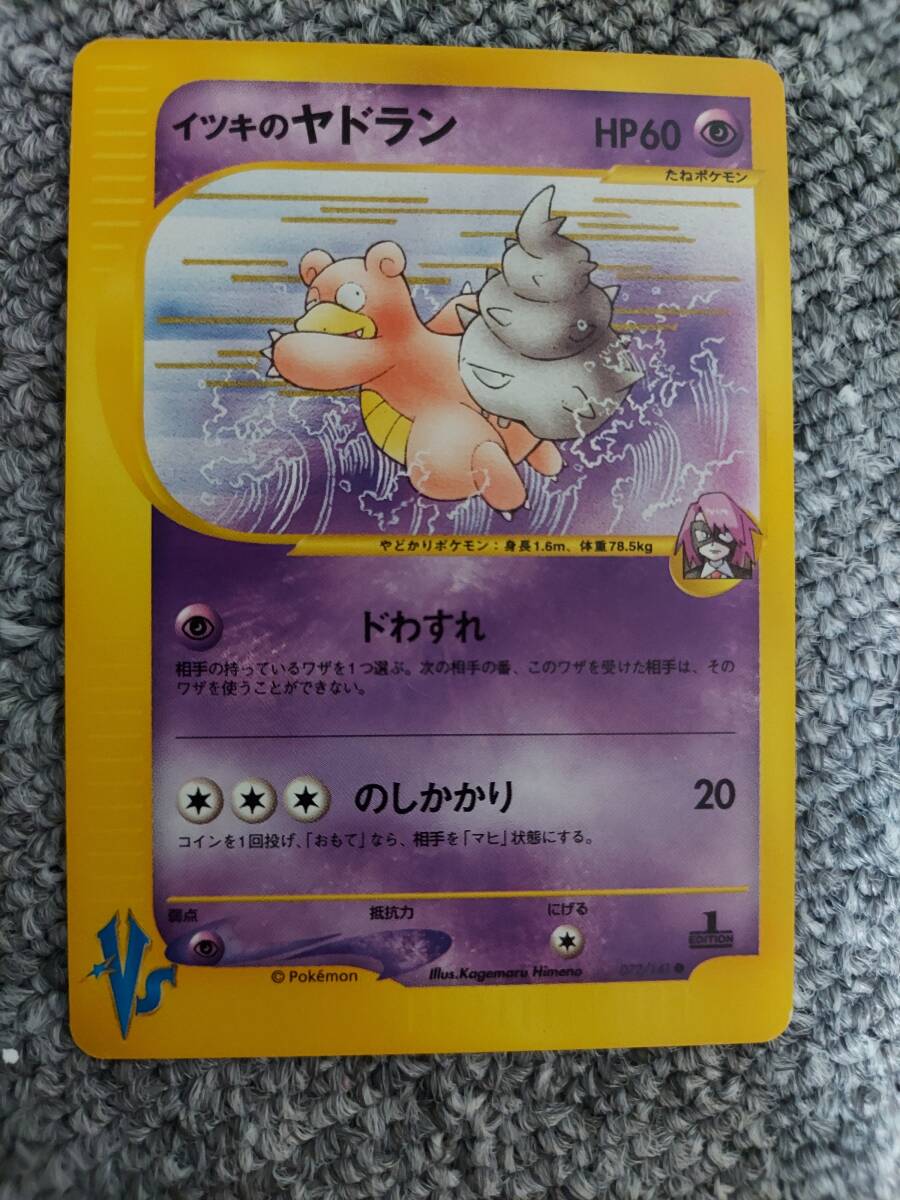 イツキのヤドラン HP60
たねポケモン
やどかりポケモン：身長1.6m、体重78.5kg
ドわすれ
相手の持っているワザを1つ選ぶ。次の相手の番、このワザを受けた相手は、その
ワザを使うことができない。
のしかかり 20
コインを1回投げ、「おもて」なら、相手を「マヒ」状態にする。
弱点 抵抗力 にげる
1
EDITION
VS
©Pokémon Illus.Kagemaru Himeno 072/141